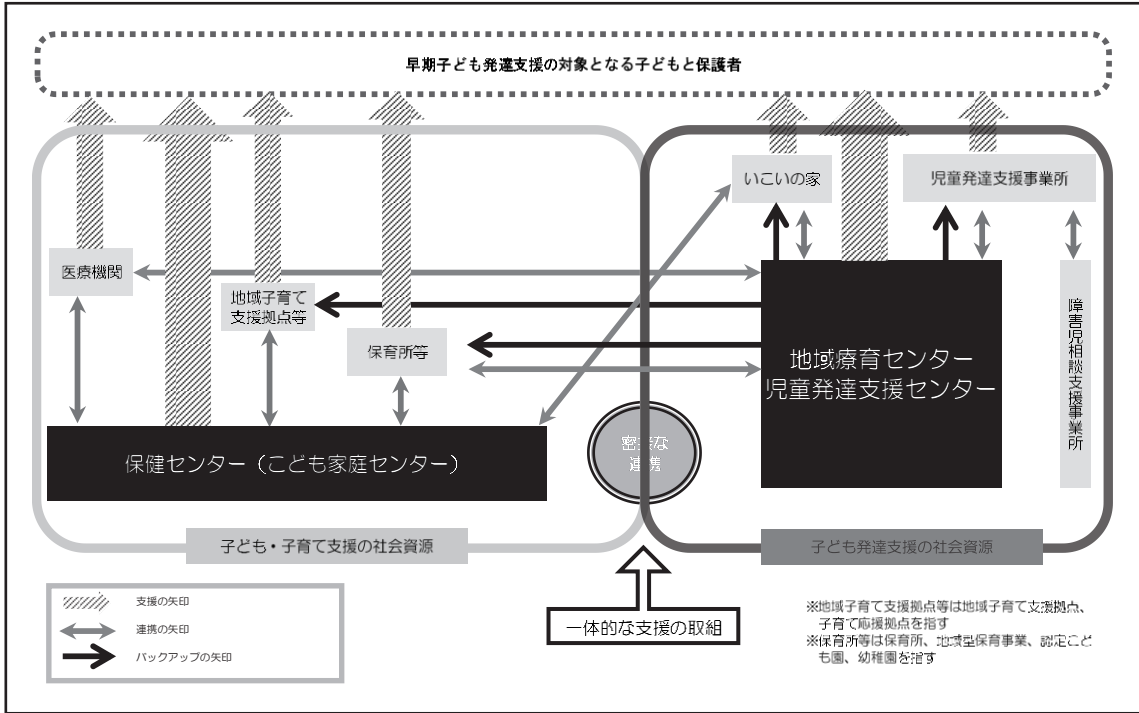 早期子ども発達支援の対象となる子どもと保護者
いこいの家
児童発達支援事業所
医療機関
地域子育て
支援拠点等
保育所等
地域療育センター
児童発達支援センター
障害児相談支援事業所
保健センター（こども家庭センター）
密接な
連携
子ども・子育て支援の社会資源
子ども発達支援の社会資源
支援の矢印
連携の矢印
バックアップの矢印
一体的な支援の取組
※地域子育て支援拠点等は地域子育て支援拠点、
子育て応援拠点を指す
※保育所等は保育所、地域型保育事業、認定こど
も園、幼稚園を指す